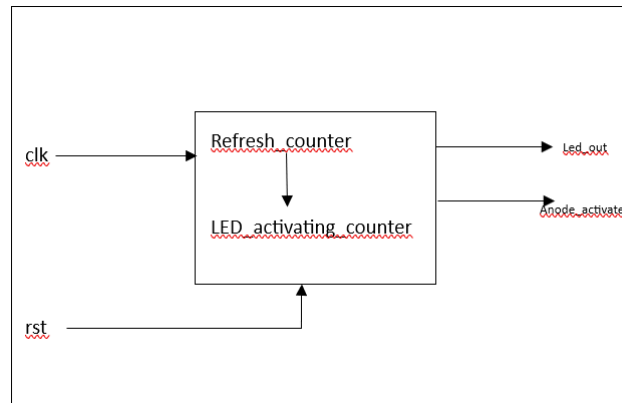 Refresh_counter
clk
Led_out
LED_activating_counter
Anode_activate
rst